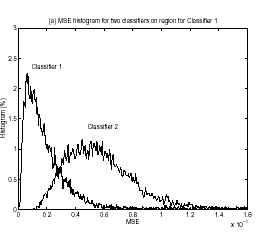 (a) MSE histogram for two classifiers on region for Classifier 1
3
2.5
2
1.5
1
0.5
0
Histogram (%)
Classifier 1
Classifier 2
0 0.2 0.4 0.6 0.8 1 1.2 1.4 1.6
MSE
x 10⁻³